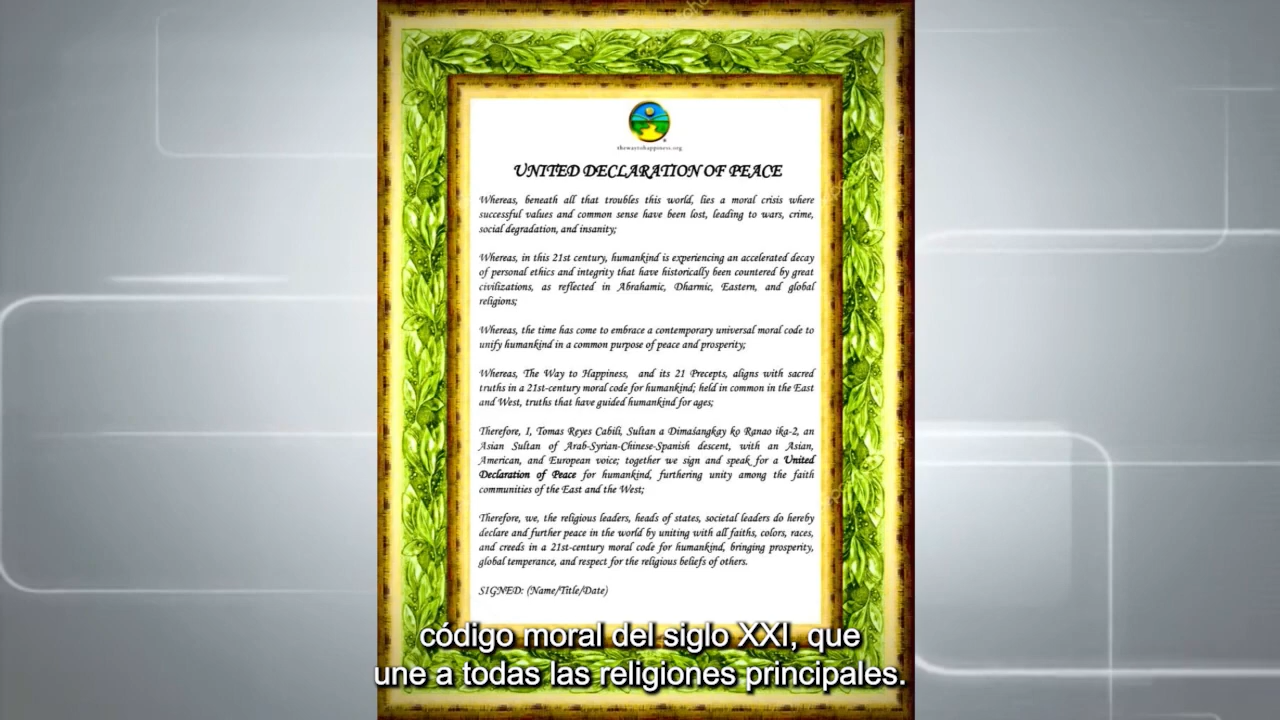 thewaytohappiness.org
UNITED DECLARATION OF PEACE
Whereas, beneath all that troubles this world, lies a moral crisis where
successful values and common sense have been lost, leading to wars, crime,
social degradation, and insanity;
Whereas, in this 21st century, humankind is experiencing an accelerated decay
of personal ethics and integrity that have historically been countered by great
civilizations, as reflected in Abrahamic, Dharmic, Eastern, and global
religions;
Whereas, the time has come to embrace a contemporary universal moral code to
unify humankind in a common purpose of peace and prosperity;
Whereas, The Way to Happiness, and its 21 Precepts, aligns with sacred
truths in a 21st-century moral code for humankind; held in common in the East
and West, truths that have guided humankind for ages;
Therefore, I, Tomas Reyes Cabili, Sultan a Dimasangkay ko Ranao ika-2, an
Asian Sultan of Arab-Syrian-Chinese-Spanish descent, with an Asian,
American, and European voice; together we sign and speak for a United
Declaration of Peace for humankind, furthering unity among the faith
communities of the East and the West;
Therefore, we, the religious leaders, heads of states, societal leaders do hereby
declare and further peace in the world by uniting with all faiths, colors, races,
and creeds in a 21st-century moral code for humankind, bringing prosperity,
global temperance, and respect for the religious beliefs of others.
SIGNED: (Name/Title/Date)
código moral del siglo XXI, que
une a todas las religiones principales.